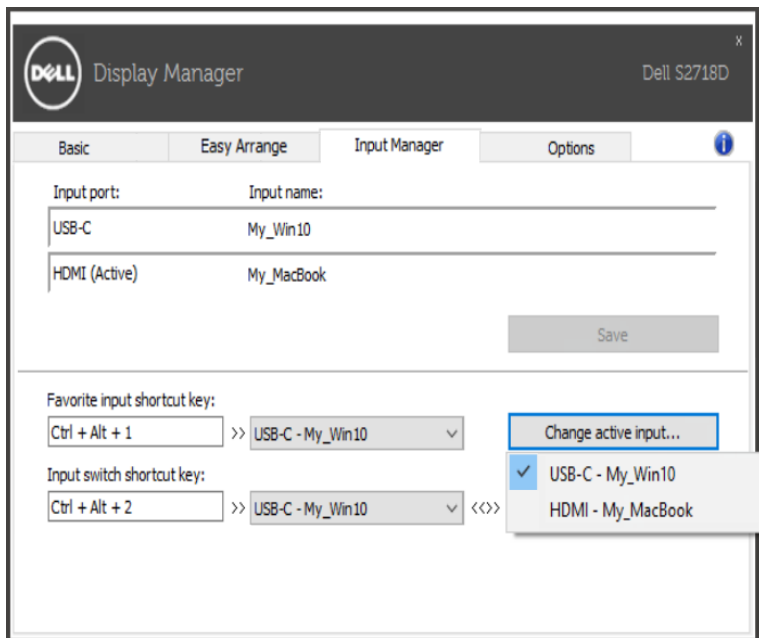 x
DELL Display Manager Dell S2718D
Basic Easy Arrange Input Manager Options i
Input port: Input name:
USB-C My_Win10
HDMI (Active) My_MacBook
Save
Favorite input shortcut key:
Ctrl + Alt + 1 >> USB-C - My_Win10 Change active input...
USB-C - My_Win10
Input switch shortcut key:
Ctrl + Alt + 2 >> USB-C - My_Win10 <<>> HDMI - My_MacBook